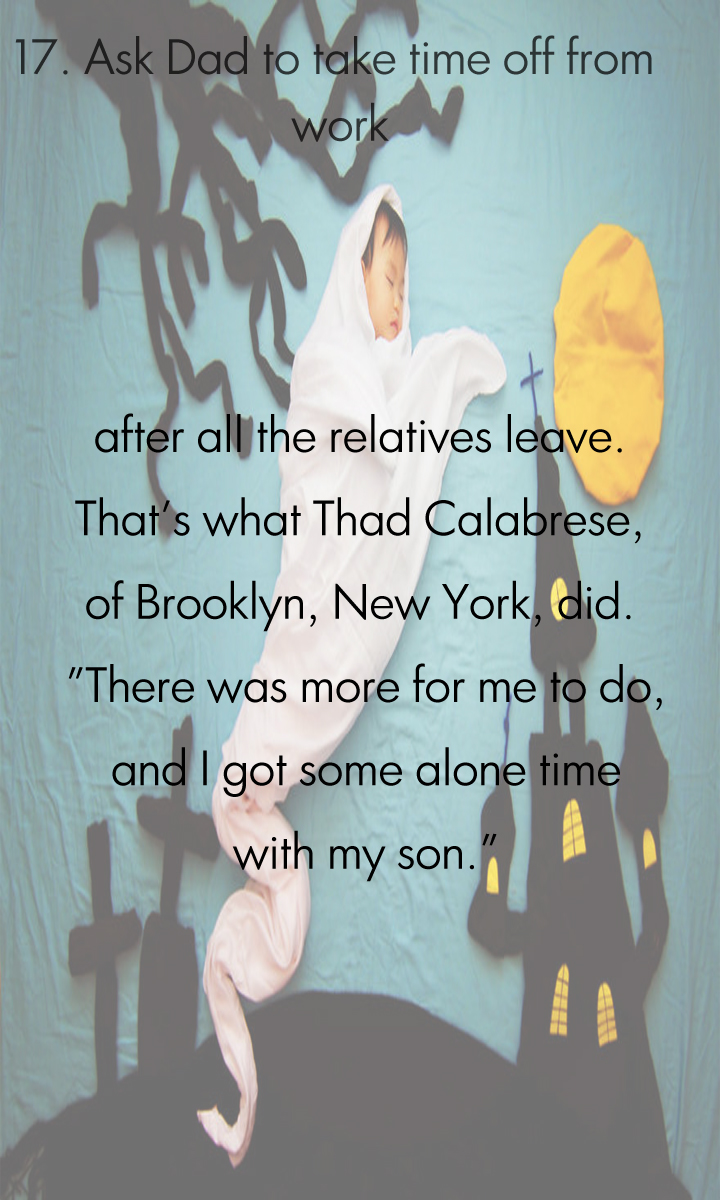 17. Ask Dad to take time off from
work
after all the relatives leave.
That’s what Thad Calabrese,
of Brooklyn, New York, did.
"There was more for me to do,
and I got some alone time
with my son."